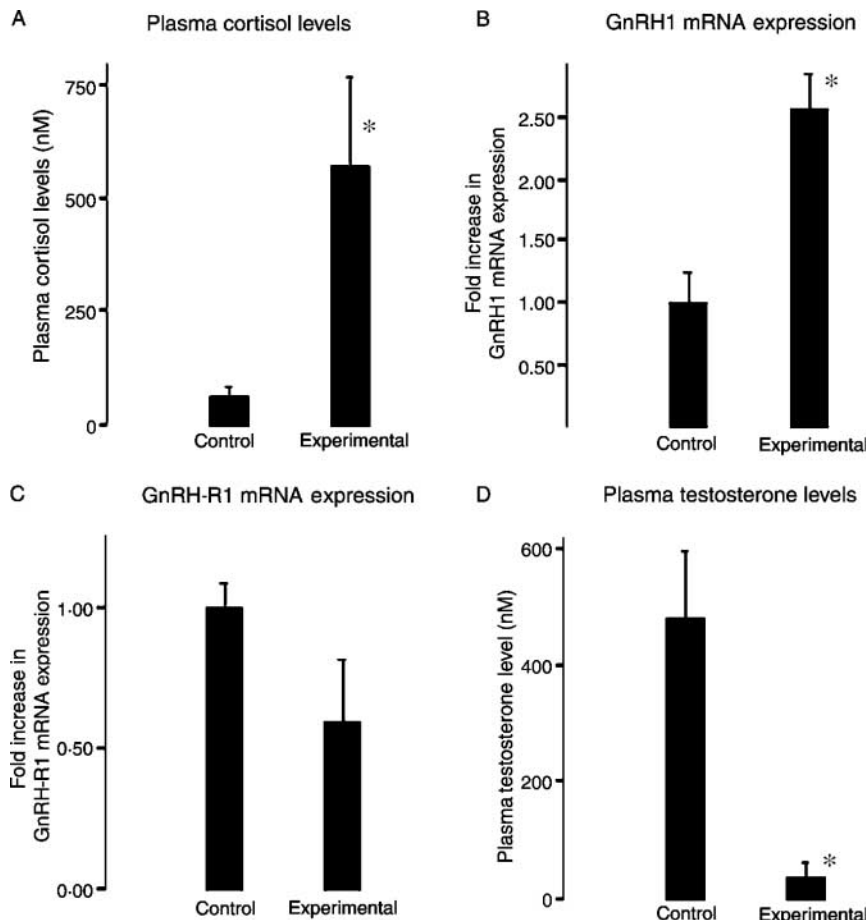 A
Plasma cortisol levels
Plasma cortisol levels (nM)
750
500
250
0
*
Control
Experimental
B
GnRH1 mRNA expression
Fold increase in
GnRH1 mRNA expression
2.50
2.00
1.50
1.00
0.50
*
Control
Experimental
C
GnRH-R1 mRNA expression
Fold increase in
GnRH-R1 mRNA expression
1·00
0·50
0·00
Control
Experimental
D
Plasma testosterone levels
Plasma testosterone level (nM)
600
400
200
0
*
Control
Experimental